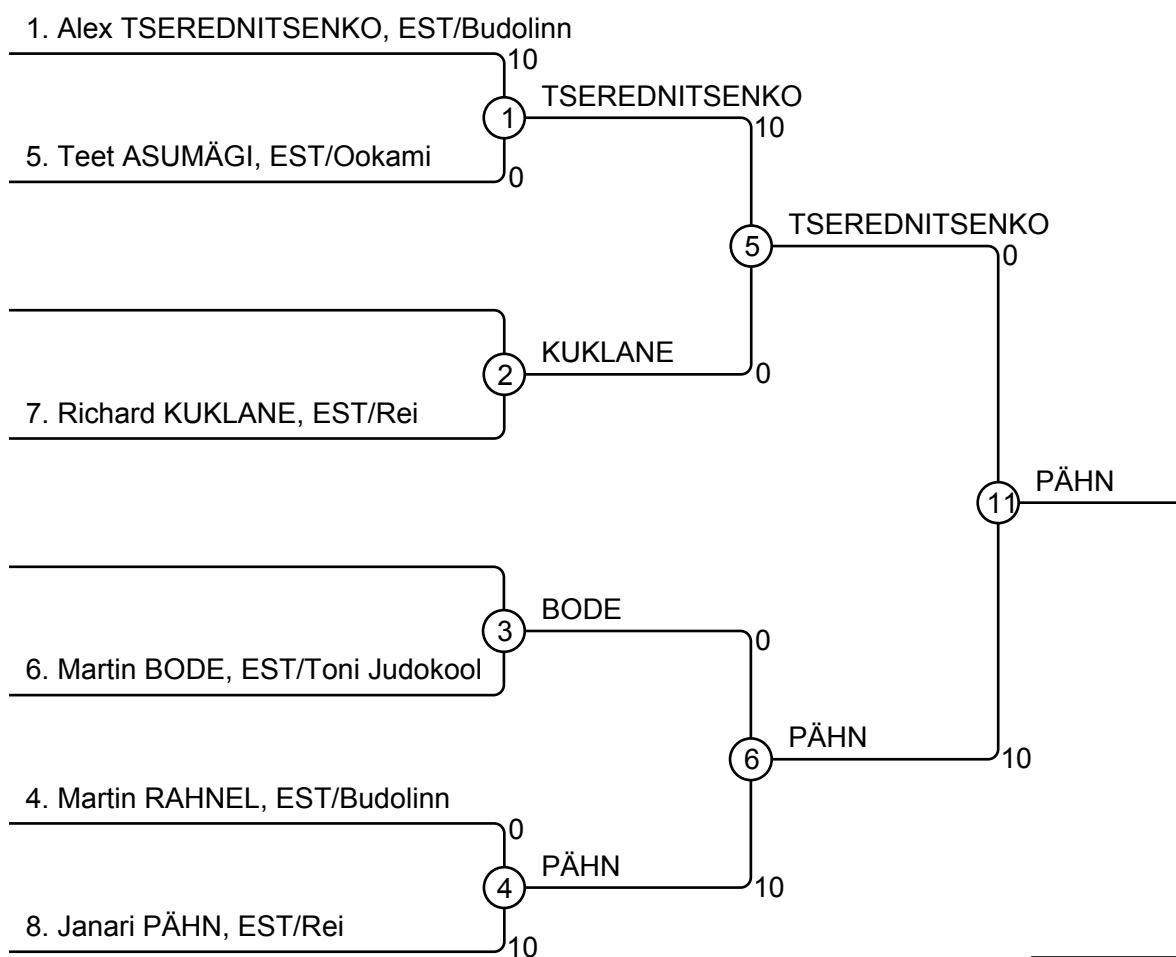 1. Alex TSEREDNITSENKO, EST/Budolinn
10
1
TSEREDNITSENKO
10
5. Teet ASUMÄGI, EST/Ookami
0
5
TSEREDNITSENKO
0
2
KUKLANE
0
7. Richard KUKLANE, EST/Rei
11
PÄHN
3
BODE
0
6. Martin BODE, EST/Toni Judokool
6
PÄHN
10
4. Martin RAHNEL, EST/Budolinn
0
4
PÄHN
10
8. Janari PÄHN, EST/Rei
10